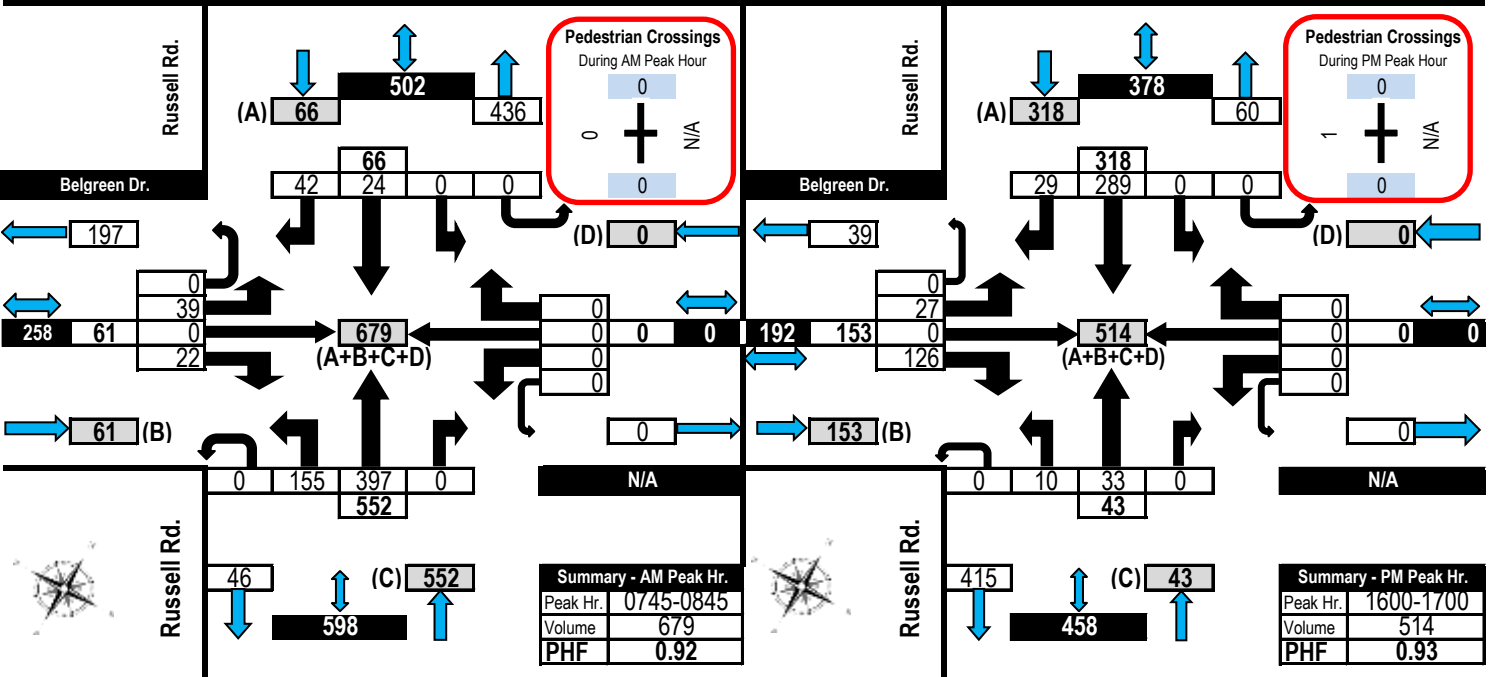 Russell Rd.
(A) 66
502
436
Pedestrian Crossings
During AM Peak Hour
0
0 N/A
0
66
42 24 0 0
Belgreen Dr.
197
(D) 0
0
39
0
22
258 61
679
(A+B+C+D)
0
0
0
0
0 0
61 (B)
0
0 155 397 0
552
N/A
Russell Rd.
46
(C) 552
598
Summary - AM Peak Hr.
Peak Hr. 0745-0845
Volume 679
PHF 0.92
Russell Rd.
(A) 318
378
60
Pedestrian Crossings
During PM Peak Hour
0
1 N/A
0
318
29 289 0 0
Belgreen Dr.
39
(D) 0
0
27
0
126
192 153
514
(A+B+C+D)
0
0
0
0
0 0
153 (B)
0
0 10 33 0
43
N/A
Russell Rd.
415
(C) 43
458
Summary - PM Peak Hr.
Peak Hr. 1600-1700
Volume 514
PHF 0.93